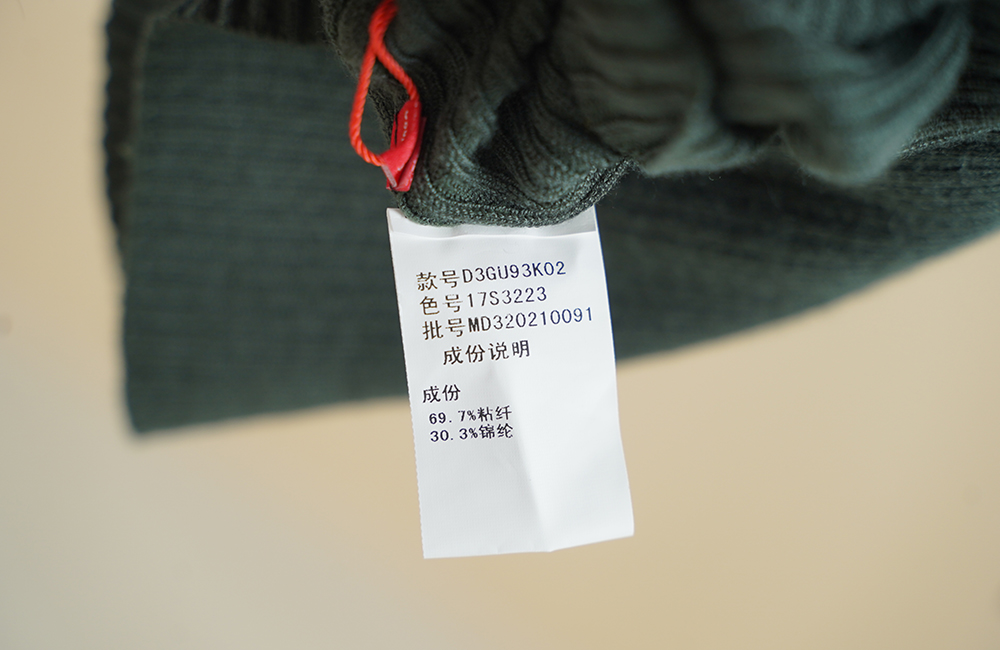 款号D3GU93K02
色号17S3223
批号MD320210091
成份说明
成份
69.7%粘纤
30.3%锦纶